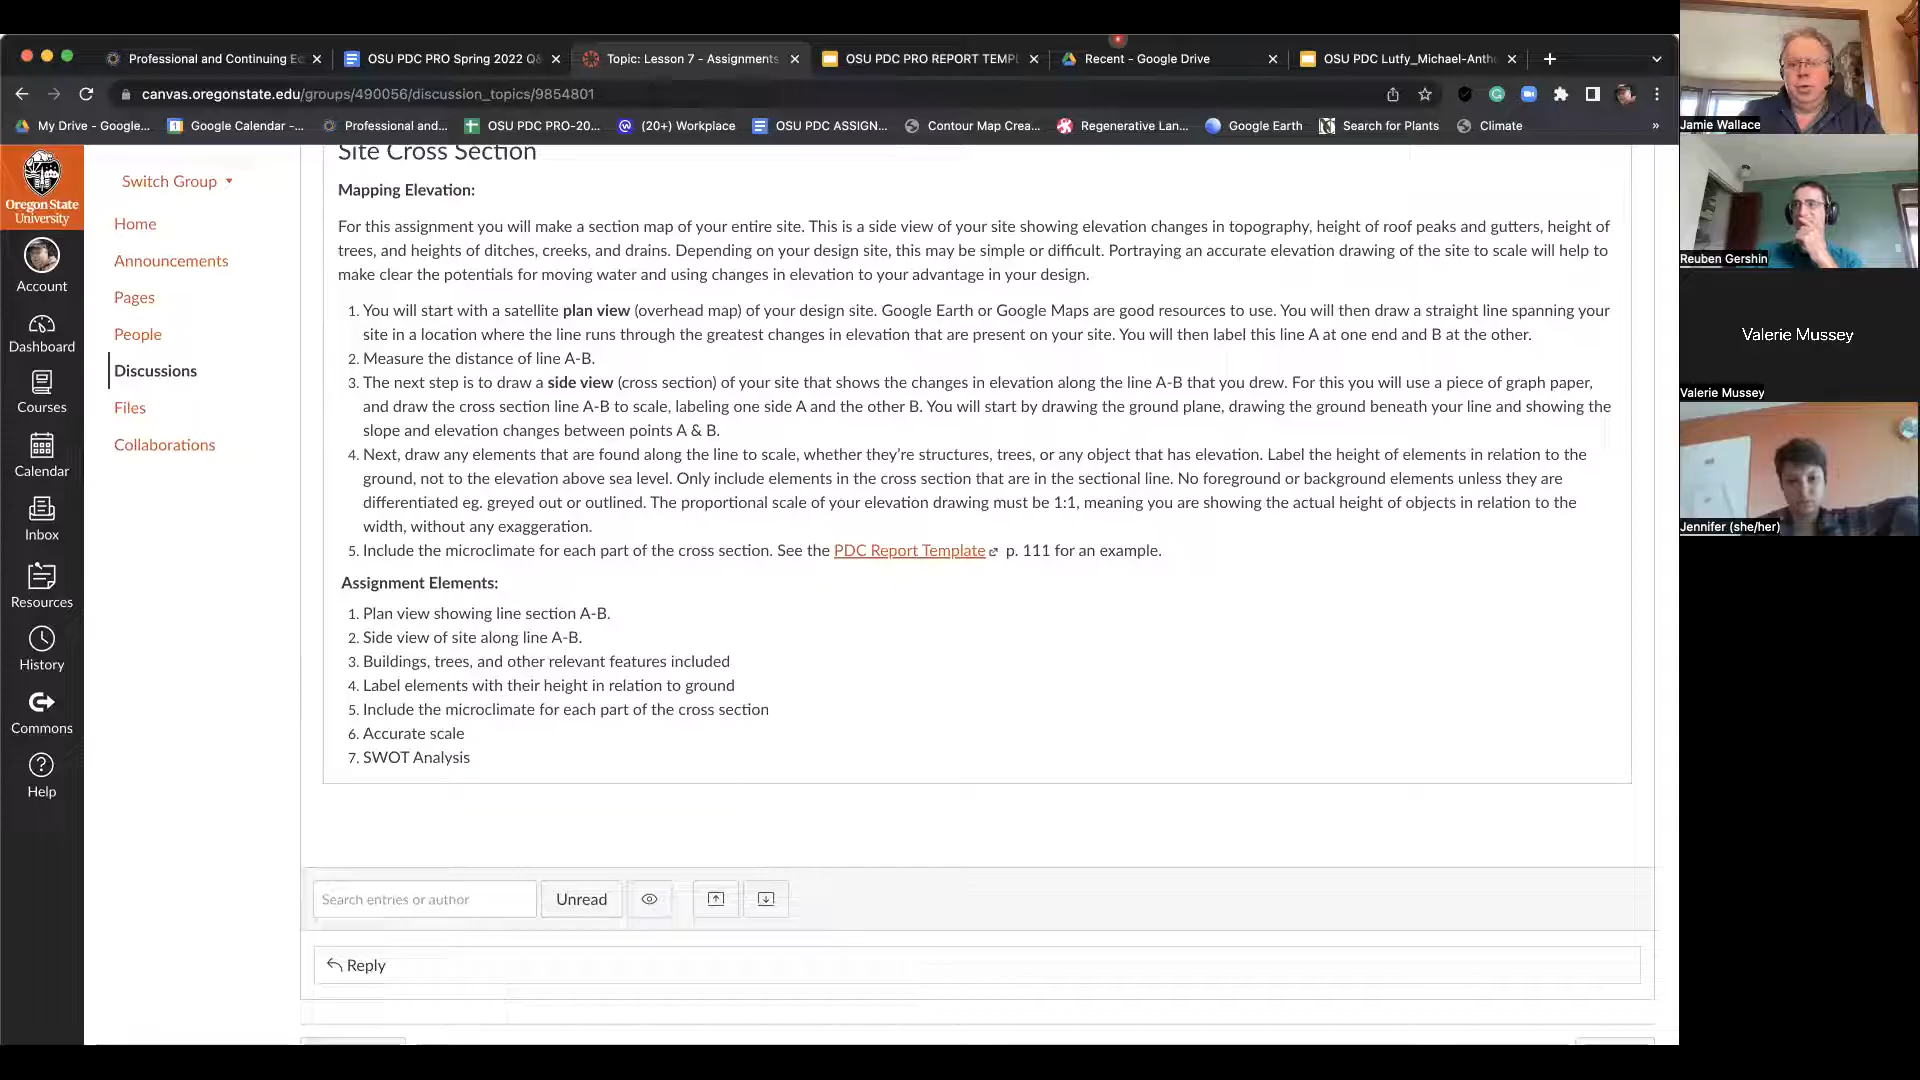 Professional and Continuing Ec
OSU PDC PRO Spring 2022 Q&
Topic: Lesson 7 - Assignments
OSU PDC PRO REPORT TEMPL
Recent - Google Drive
OSU PDC Lutfy_Michael-Antho
canvas.oregonstate.edu/groups/490056/discussion_topics/9854801
My Drive - Google...
Google Calendar -...
Professional and...
OSU PDC PRO-20...
(20+) Workplace
OSU PDC ASSIGN...
Contour Map Crea...
Regenerative Lan...
Google Earth
Search for Plants
Climate
»
Oregon State
University
Account
Dashboard
Courses
Calendar
Inbox
Resources
History
Commons
Help
Switch Group
Home
Announcements
Pages
People
Discussions
Files
Collaborations
Site Cross Section
Mapping Elevation:
For this assignment you will make a section map of your entire site. This is a side view of your site showing elevation changes in topography, height of roof peaks and gutters, height of
trees, and heights of ditches, creeks, and drains. Depending on your design site, this may be simple or difficult. Portraying an accurate elevation drawing of the site to scale will help to
make clear the potentials for moving water and using changes in elevation to your advantage in your design.
1. You will start with a satellite plan view (overhead map) of your design site. Google Earth or Google Maps are good resources to use. You will then draw a straight line spanning your
site in a location where the line runs through the greatest changes in elevation that are present on your site. You will then label this line A at one end and B at the other.
2. Measure the distance of line A-B.
3. The next step is to draw a side view (cross section) of your site that shows the changes in elevation along the line A-B that you drew. For this you will use a piece of graph paper,
and draw the cross section line A-B to scale, labeling one side A and the other B. You will start by drawing the ground plane, drawing the ground beneath your line and showing the
slope and elevation changes between points A & B.
4. Next, draw any elements that are found along the line to scale, whether they're structures, trees, or any object that has elevation. Label the height of elements in relation to the
ground, not to the elevation above sea level. Only include elements in the cross section that are in the sectional line. No foreground or background elements unless they are
differentiated eg. greyed out or outlined. The proportional scale of your elevation drawing must be 1:1, meaning you are showing the actual height of objects in relation to the
width, without any exaggeration.
5. Include the microclimate for each part of the cross section. See the PDC Report Template p. 111 for an example.
Assignment Elements:
1. Plan view showing line section A-B.
2. Side view of site along line A-B.
3. Buildings, trees, and other relevant features included
4. Label elements with their height in relation to ground
5. Include the microclimate for each part of the cross section
6. Accurate scale
7. SWOT Analysis
Search entries or author
Unread
Reply
Jamie Wallace
Reuben Gershin
Valerie Mussey
Valerie Mussey
Jennifer (she/her)